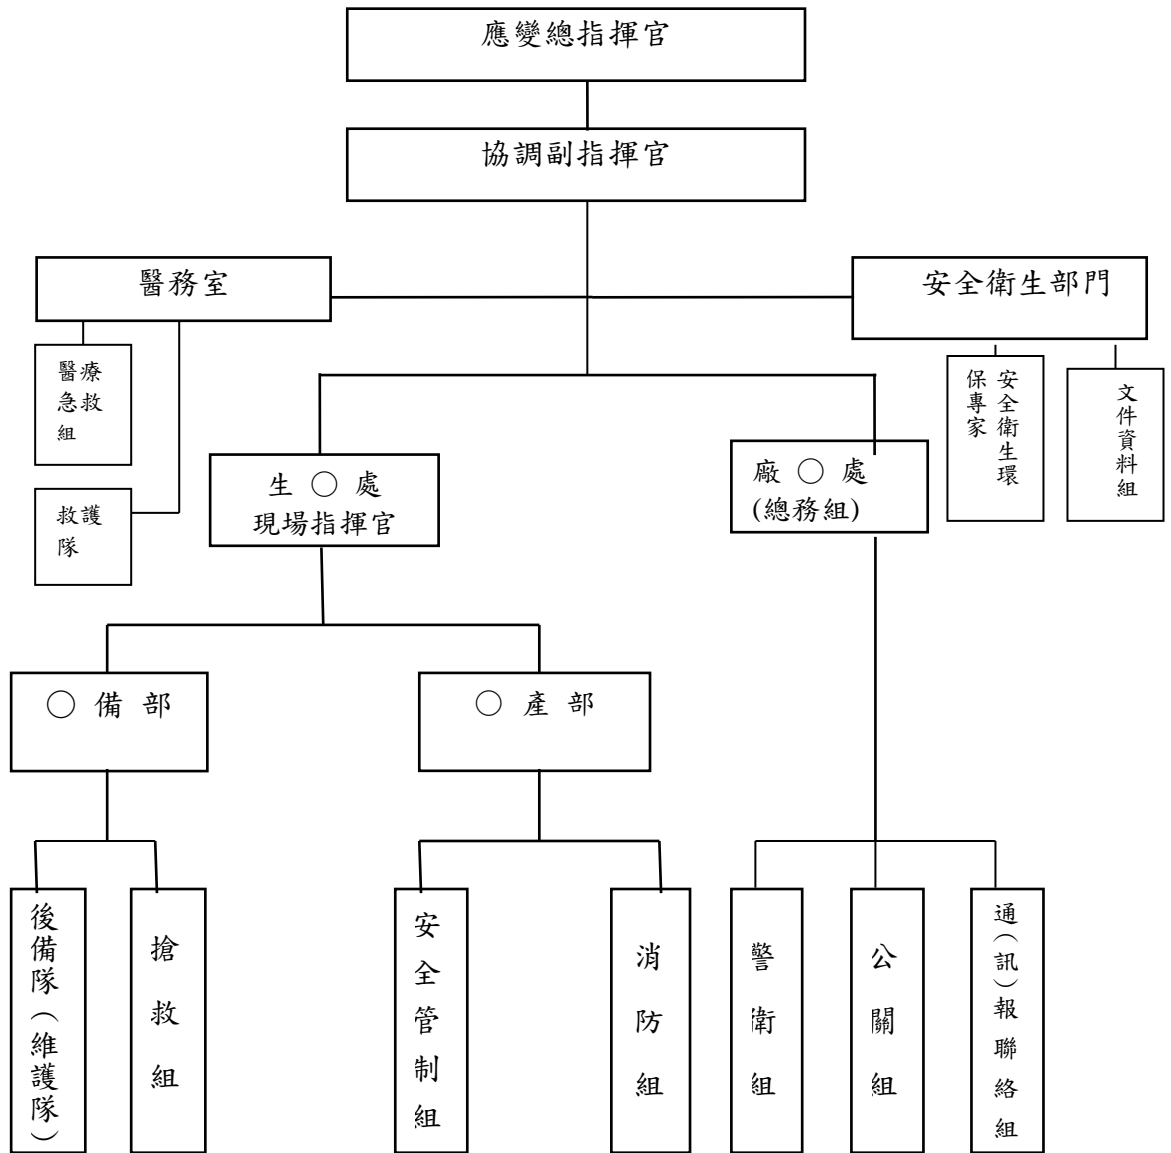 應變總指揮官
協調副指揮官
醫務室
安全衛生部門
醫療
急救
組
救護
隊
安全衛生環
保專家
文件資料組
生 ○ 處
現場指揮官
廠 ○ 處
(總務組)
○ 備 部
○ 產 部
後備隊(維護隊)
搶救組
安全管制組
消防組
警衛組
公關組
通(訊)報聯絡組